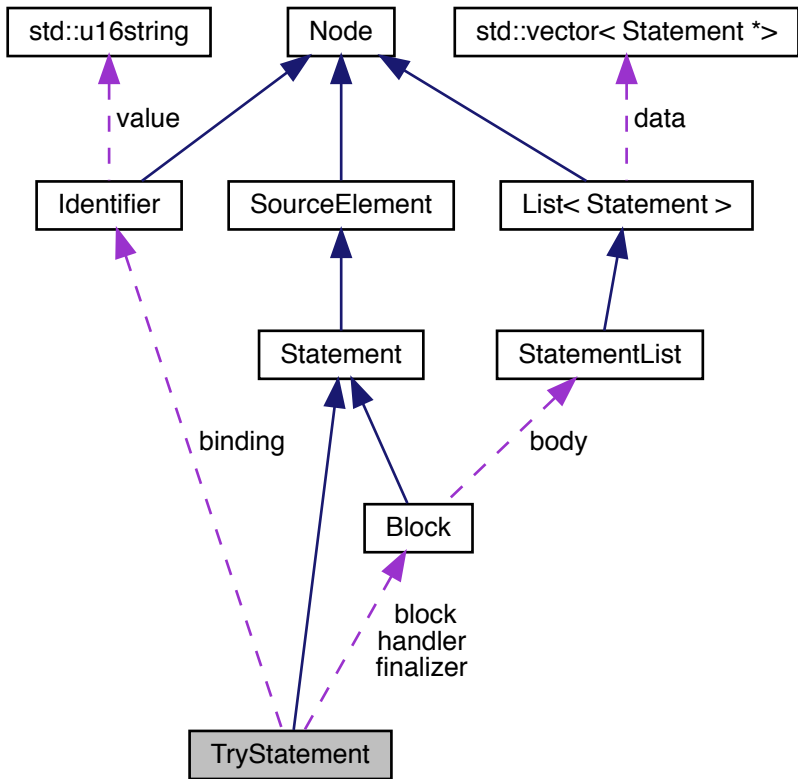 std::u16string
Node
std::vector< Statement *>
value
data
Identifier
SourceElement
List< Statement >
Statement
StatementList
binding
body
Block
block
handler
finalizer
TryStatement